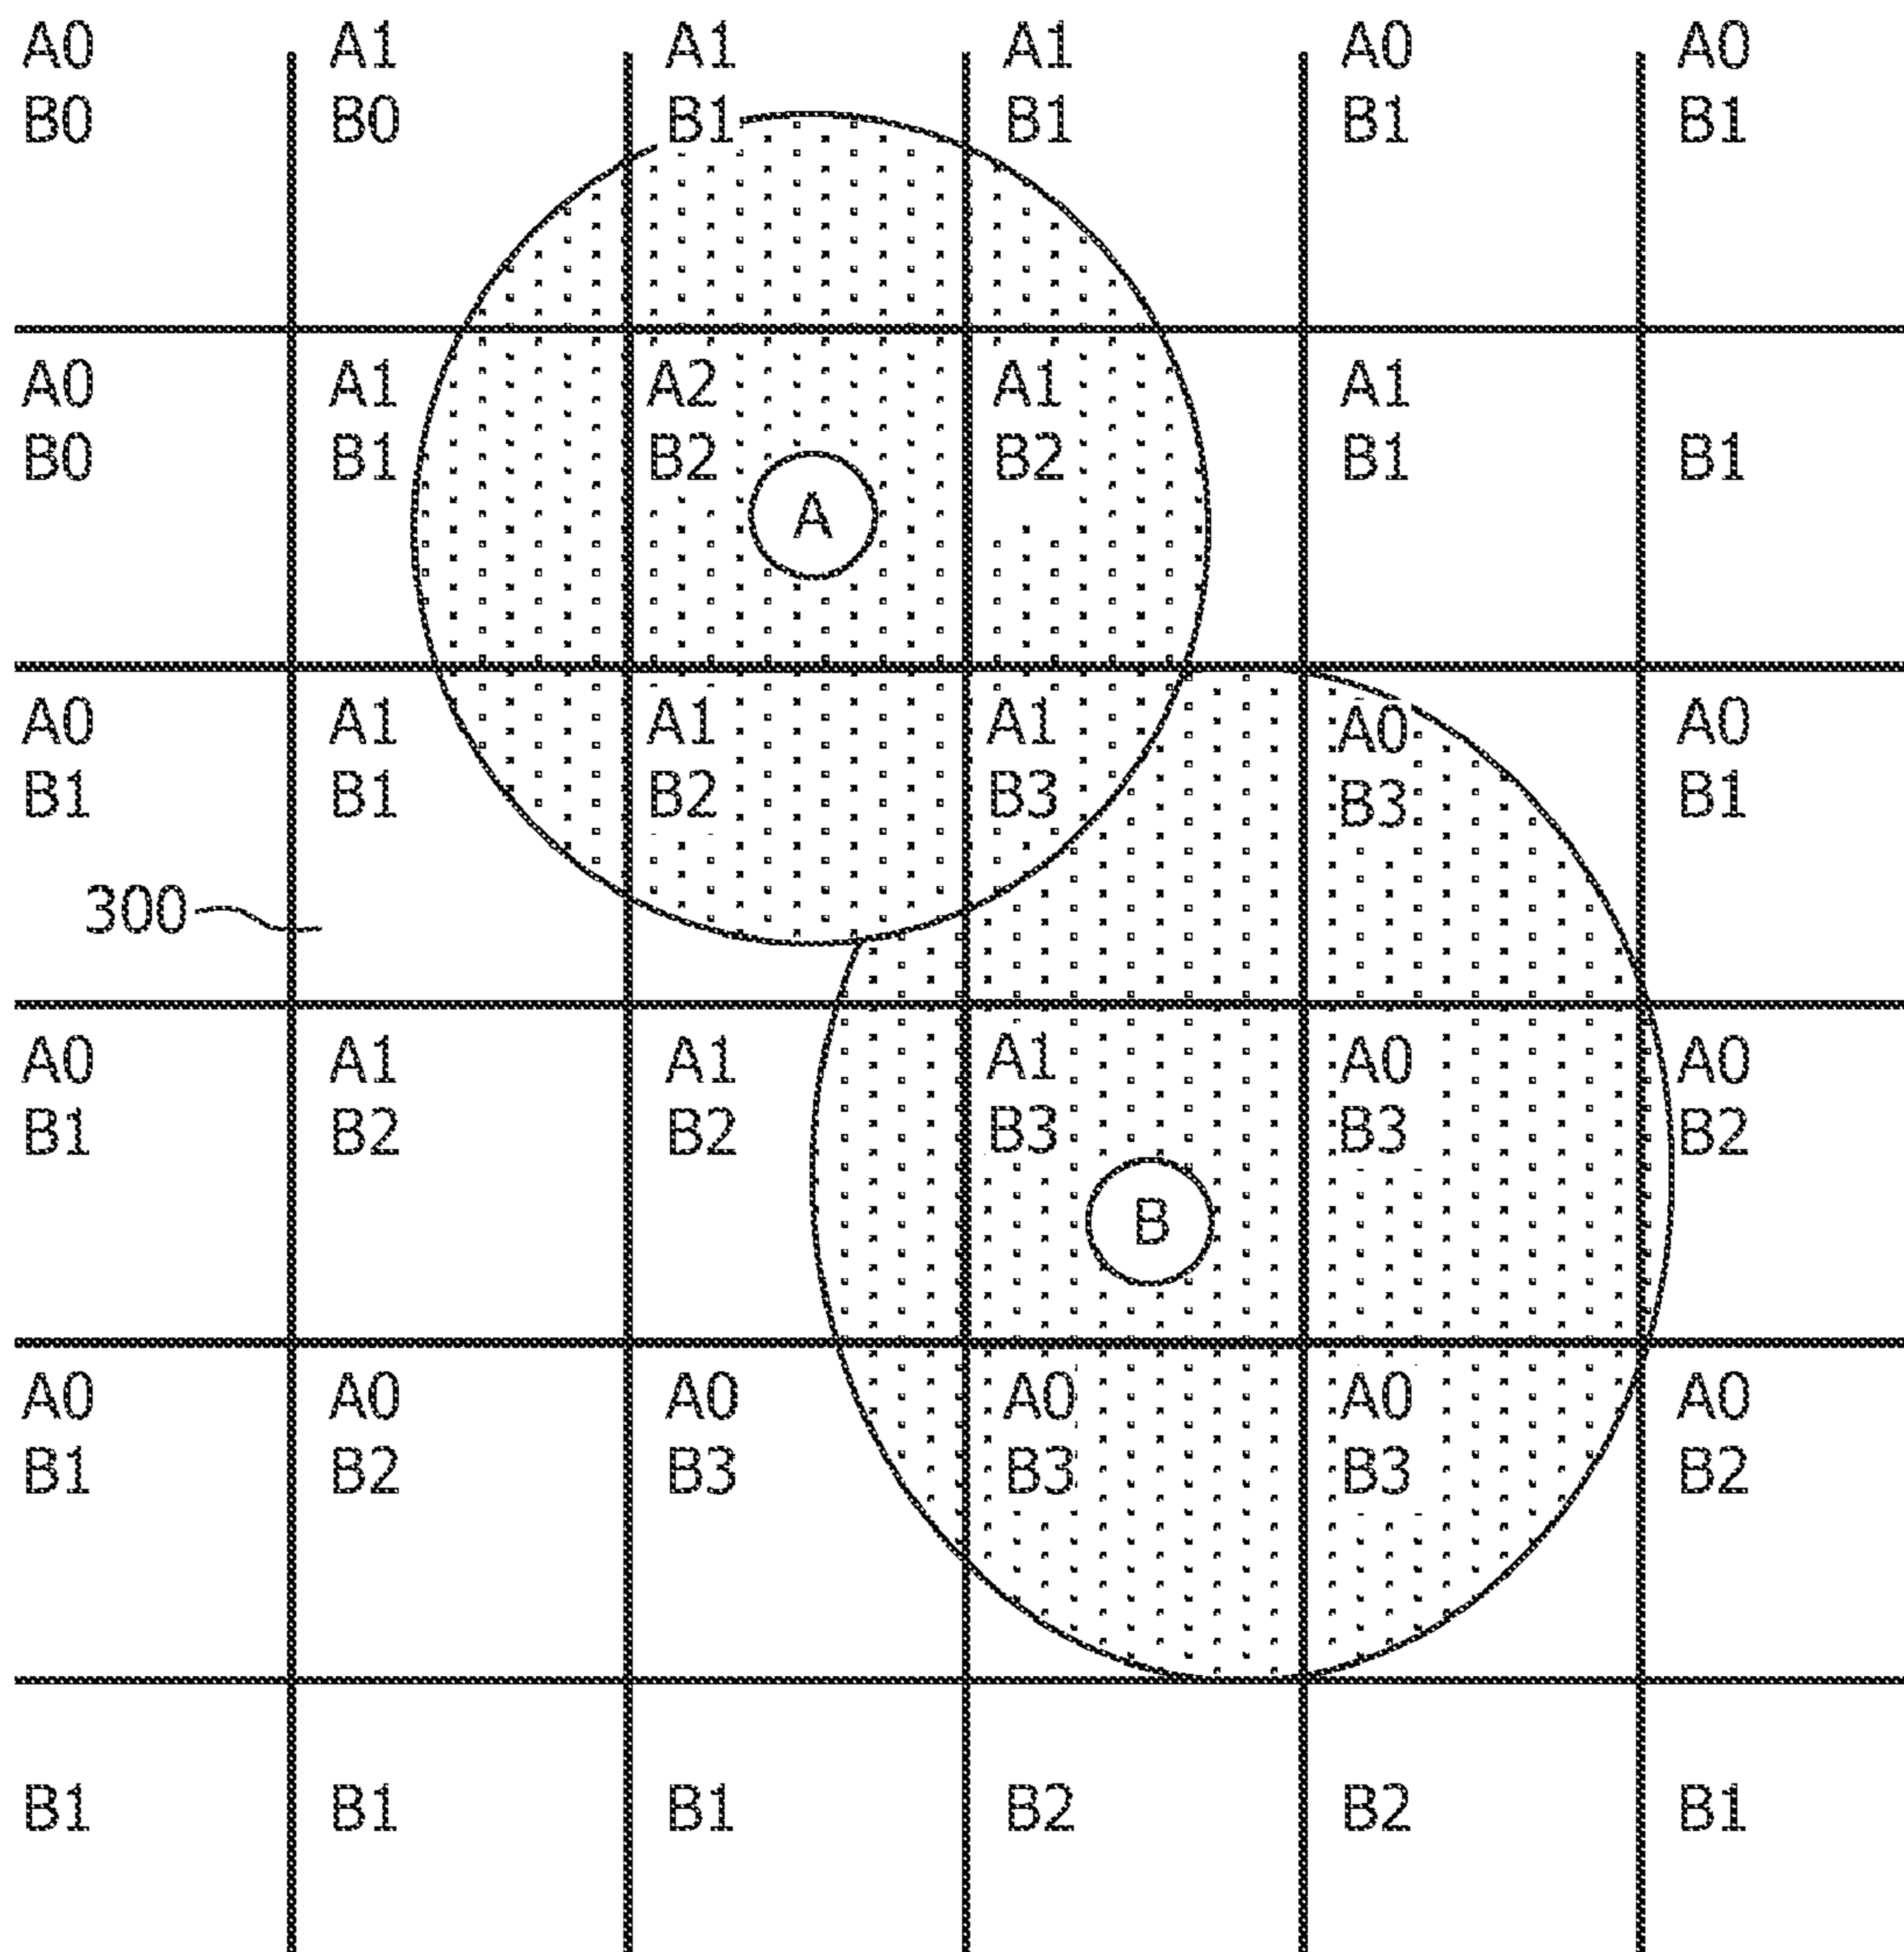 A0 A1 A1 A1 A0 A0
B0 B0 B1 B1 B1 B1
A0 A1 A2 A1 A1
B0 B1 B2 B2 B1 B1
A
A0 A1 A1 A1 A0 A0
B1 B1 B2 B3 B3 B1
300
A0 A1 A1 A1 A0 A0
B1 B2 B2 B3 B3 B2
B
A0 A0 A0 A0 A0 A0
B1 B2 B3 B3 B3 B2
B1 B1 B1 B2 B2 B1